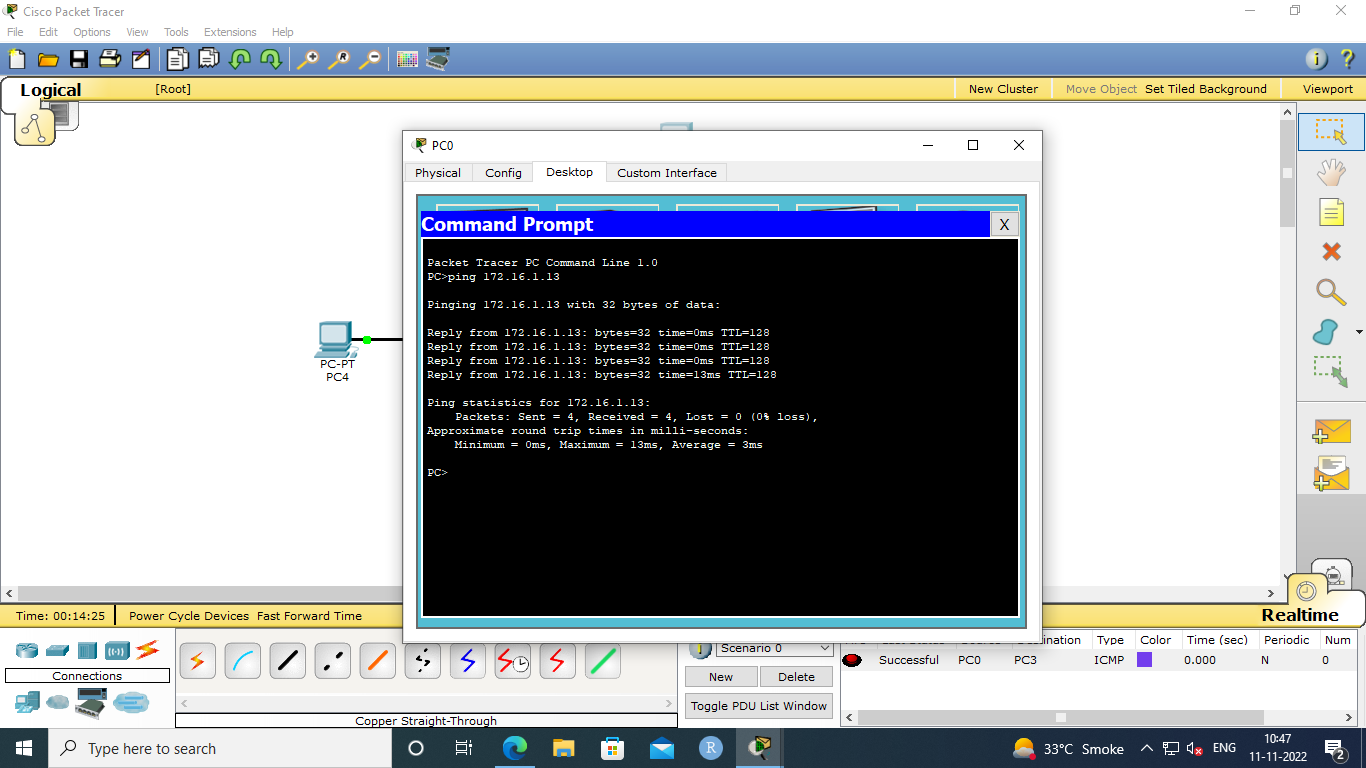 Cisco Packet Tracer
File Edit Options View Tools Extensions Help
Logical [Root] New Cluster Move Object Set Tiled Background Viewport
PC0
Physical Config Desktop Custom Interface
Command Prompt X
Packet Tracer PC Command Line 1.0
PC>ping 172.16.1.13
Pinging 172.16.1.13 with 32 bytes of data:
Reply from 172.16.1.13: bytes=32 time=0ms TTL=128
Reply from 172.16.1.13: bytes=32 time=0ms TTL=128
Reply from 172.16.1.13: bytes=32 time=0ms TTL=128
Reply from 172.16.1.13: bytes=32 time=13ms TTL=128
Ping statistics for 172.16.1.13:
Packets: Sent = 4, Received = 4, Lost = 0 (0% loss),
Approximate round trip times in milli-seconds:
Minimum = 0ms, Maximum = 13ms, Average = 3ms
PC>
PC-PT
PC4
Time: 00:14:25 Power Cycle Devices Fast Forward Time Realtime
Connections
Copper Straight-Through
Scenario 0
New Delete
Toggle PDU List Window
Type Color Time (sec) Periodic Num
Successful PC0 PC3 ICMP 0.000 N 0
Type here to search
R
33°C Smoke ENG
10:47
11-11-2022
2